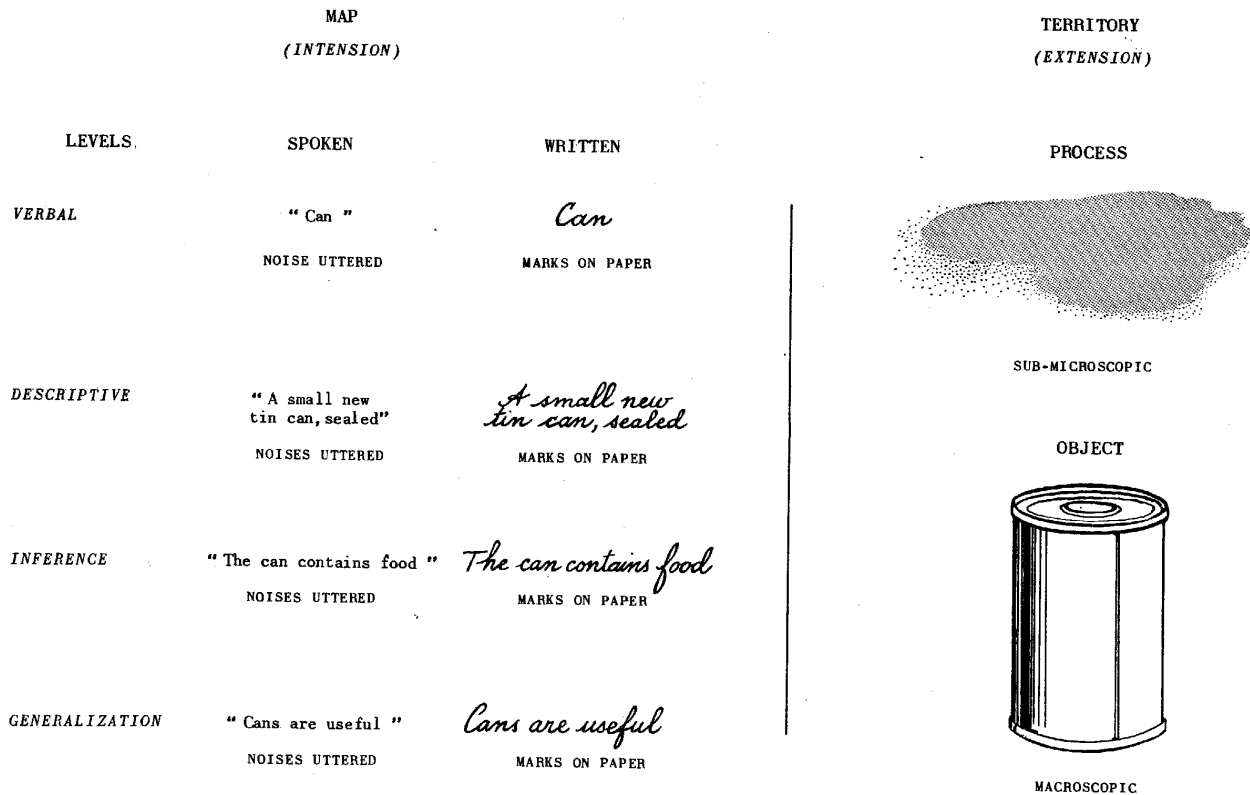 MAP
(INTENSION)
TERRITORY
(EXTENSION)
LEVELS
SPOKEN
WRITTEN
PROCESS
VERBAL
“ Can ”
Can
NOISE UTTERED
MARKS ON PAPER
SUB-MICROSCOPIC
DESCRIPTIVE
“ A small new
tin can, sealed”
A small new
tin can, sealed
NOISES UTTERED
MARKS ON PAPER
OBJECT
INFERENCE
“ The can contains food ”
The can contains food
NOISES UTTERED
MARKS ON PAPER
GENERALIZATION
“ Cans are useful ”
Cans are useful
NOISES UTTERED
MARKS ON PAPER
MACROSCOPIC